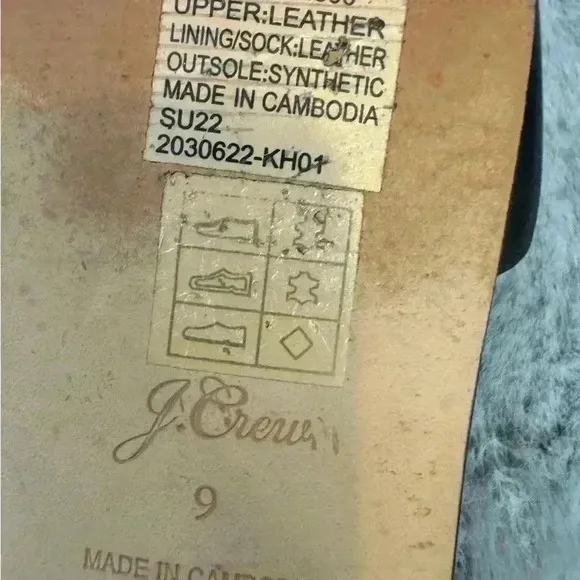 UPPER:LEATHER
LINING/SOCK:LEATHER
OUTSOLE:SYNTHETIC
MADE IN CAMBODIA
SU22
2030622-KH01
J.Crew
9
MADE IN